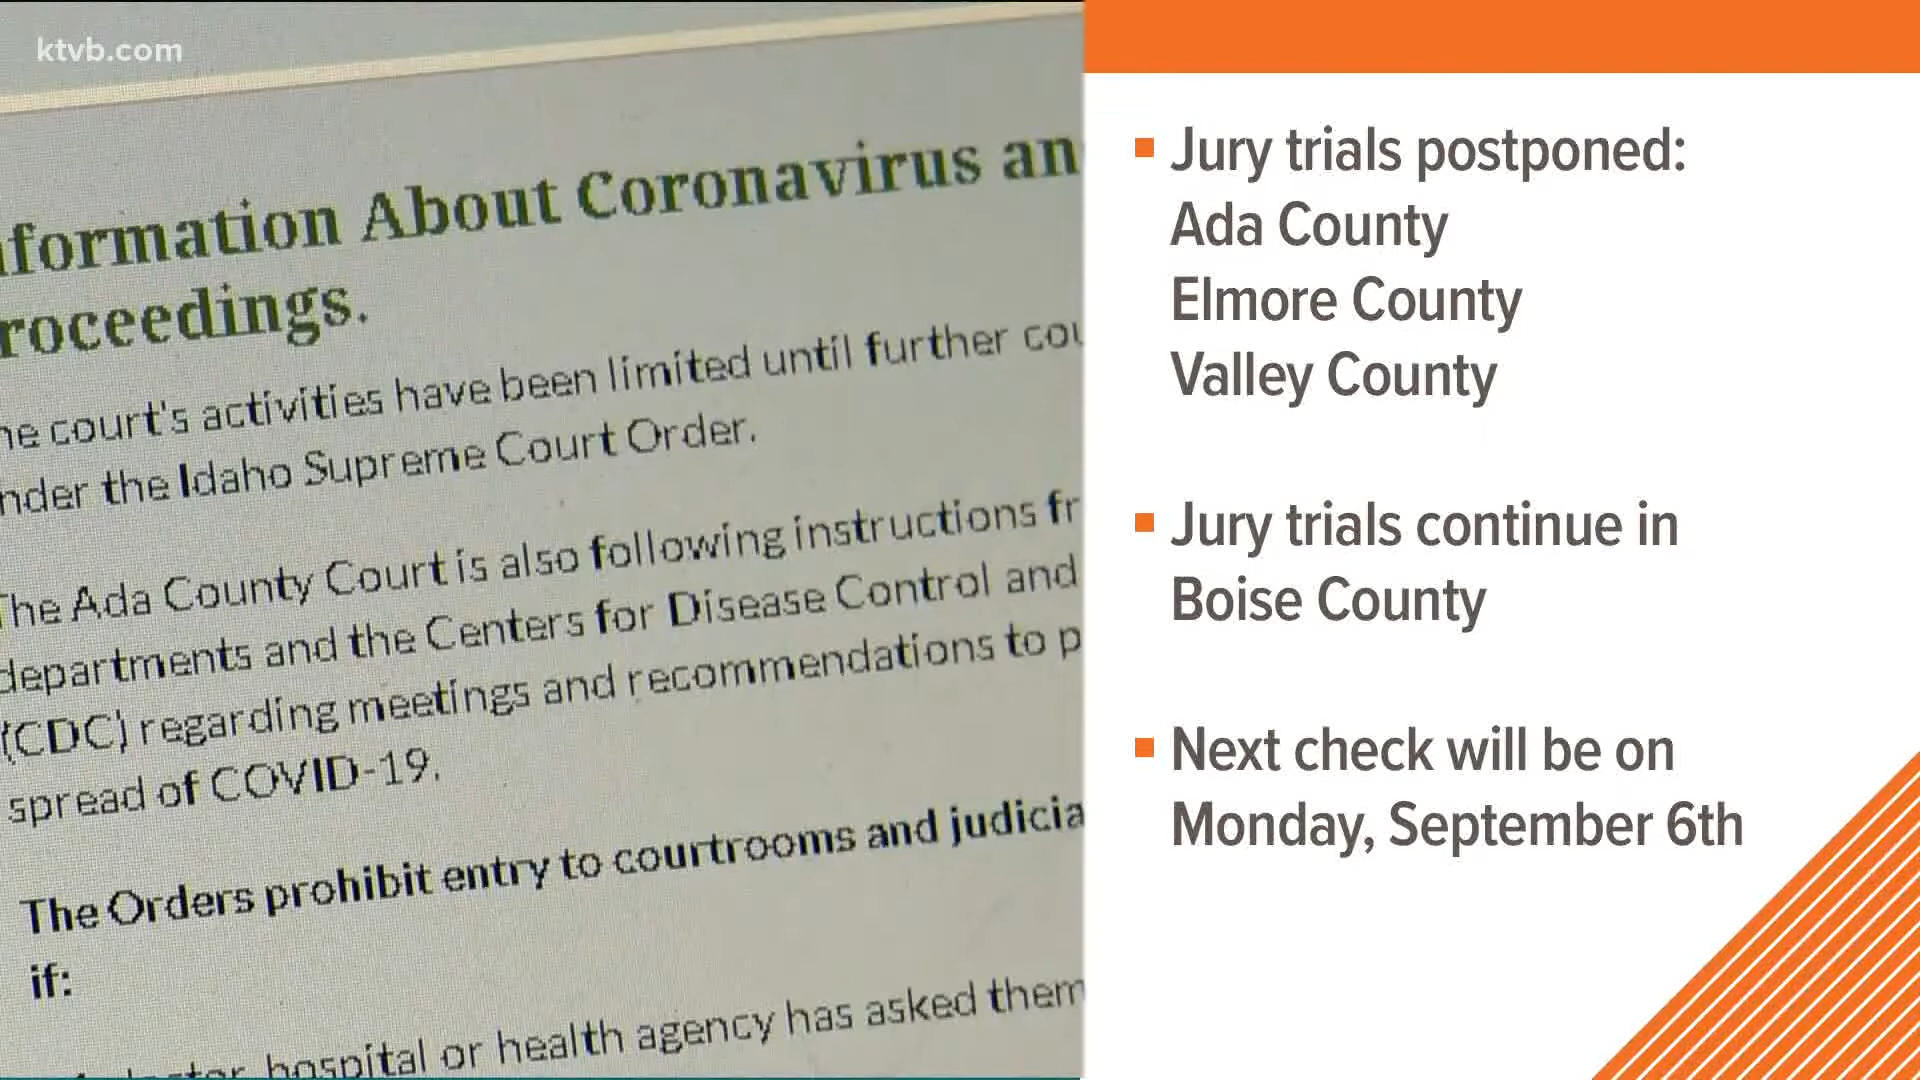 ktvb.com
nformation About Coronavirus an
roceedings.
he court's activities have been limited until further cou
nder the Idaho Supreme Court Order.
The Ada County Court is also following instructions fr
departments and the Centers for Disease Control and
(CDC) regarding meetings and recommendations to p
spread of COVID-19.
The Orders prohibit entry to courtrooms and judicia
if:
hospital or health agency has asked them
Jury trials postponed:
Ada County
Elmore County
Valley County
Jury trials continue in
Boise County
Next check will be on
Monday, September 6th